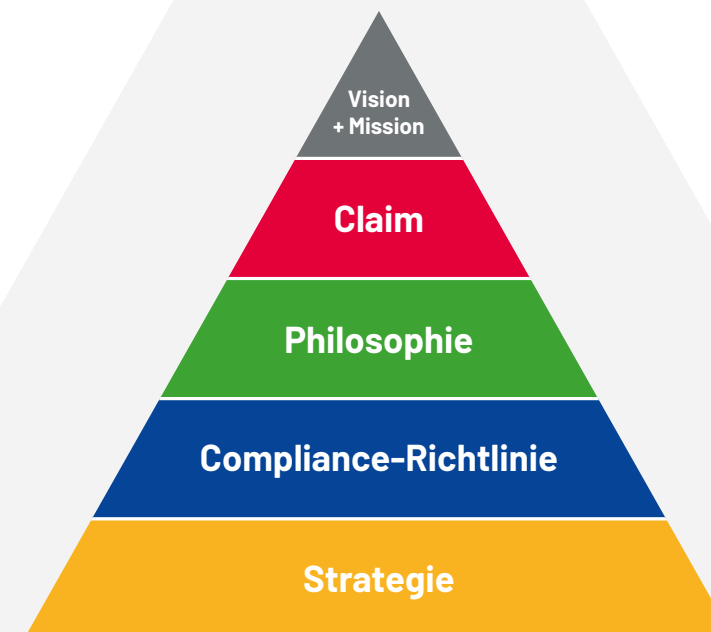 Vision
+ Mission
Claim
Philosophie
Compliance-Richtlinie
Strategie